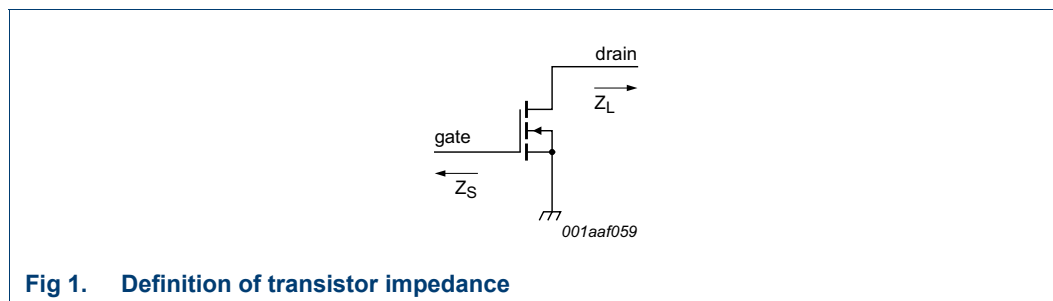 drain
Z_L
gate
Z_S
001aaf059
Fig 1. Definition of transistor impedance